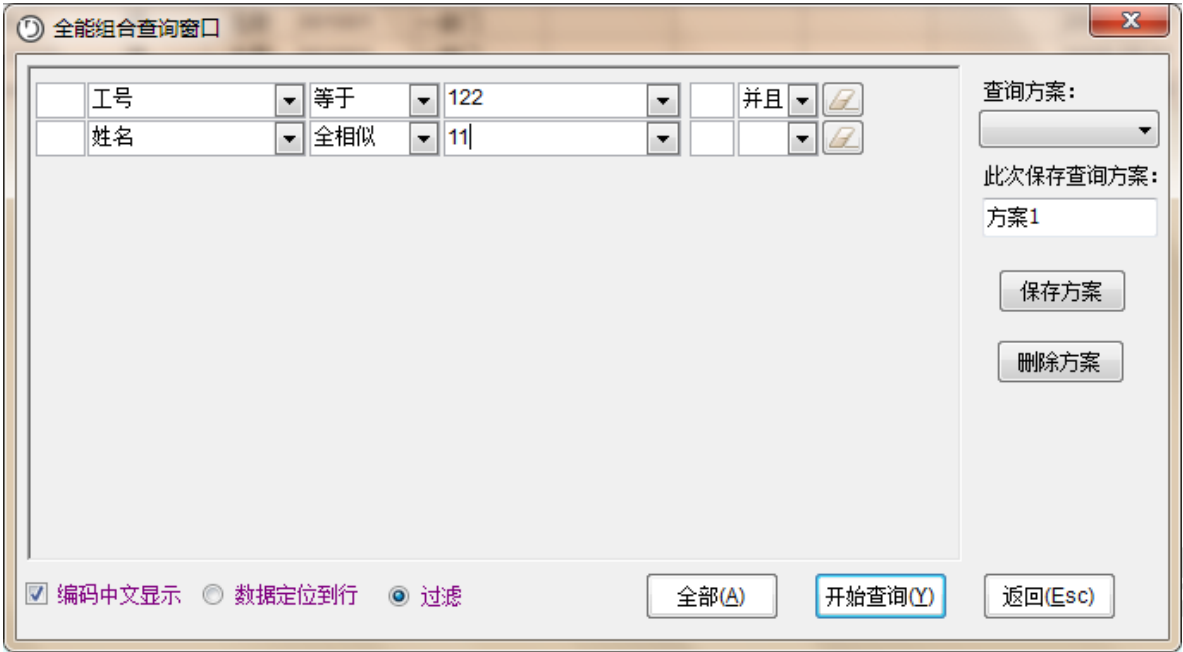 全能组合查询窗口
工号 等于 122 并且
姓名 全相似 11
查询方案：
此次保存查询方案：
方案1
保存方案
删除方案
编码中文显示 数据定位到行 过滤 全部(A) 开始查询(Y) 返回(Esc)